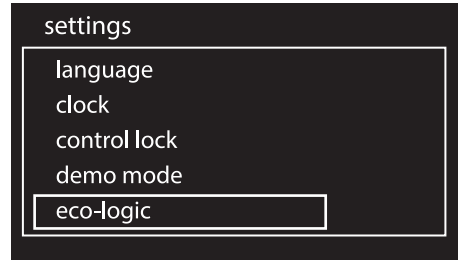 settings
language
clock
control lock
demo mode
eco-logic